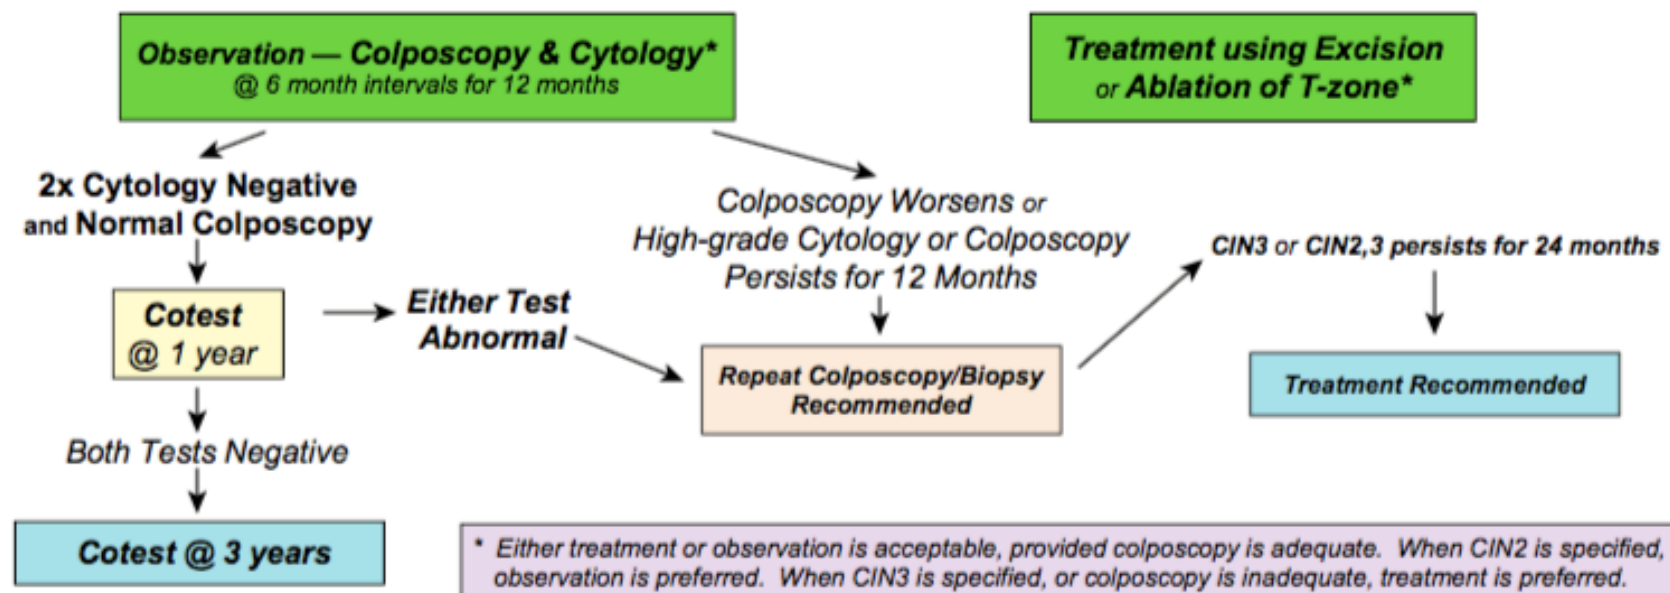 Observation — Colposcopy & Cytology*
@ 6 month intervals for 12 months
Treatment using Excision
or Ablation of T-zone*
2x Cytology Negative
and Normal Colposcopy
Colposcopy Worsens or
High-grade Cytology or Colposcopy
Persists for 12 Months
CIN3 or CIN2,3 persists for 24 months
Cotest
@ 1 year
Either Test
Abnormal
Repeat Colposcopy/Biopsy
Recommended
Treatment Recommended
Both Tests Negative
Cotest @ 3 years
* Either treatment or observation is acceptable, provided colposcopy is adequate. When CIN2 is specified,
observation is preferred. When CIN3 is specified, or colposcopy is inadequate, treatment is preferred.